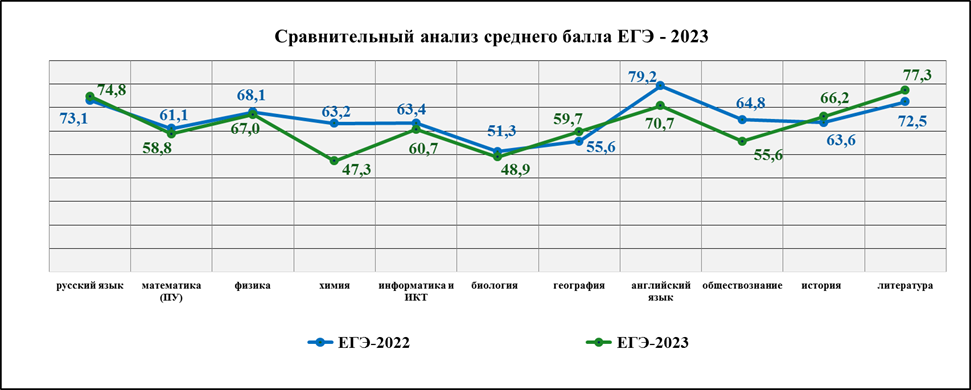 Сравнительный анализ среднего балла ЕГЭ - 2023
73,1
74,8
61,1
58,8
68,1
67,0
63,2
47,3
63,4
60,7
51,3
48,9
59,7
55,6
79,2
70,7
64,8
55,6
66,2
63,6
77,3
72,5
русский язык
математика
(ПУ)
физика
химия
информатика и
ИКТ
биология
география
английский
язык
обществознание
история
литература
ЕГЭ-2022
ЕГЭ-2023